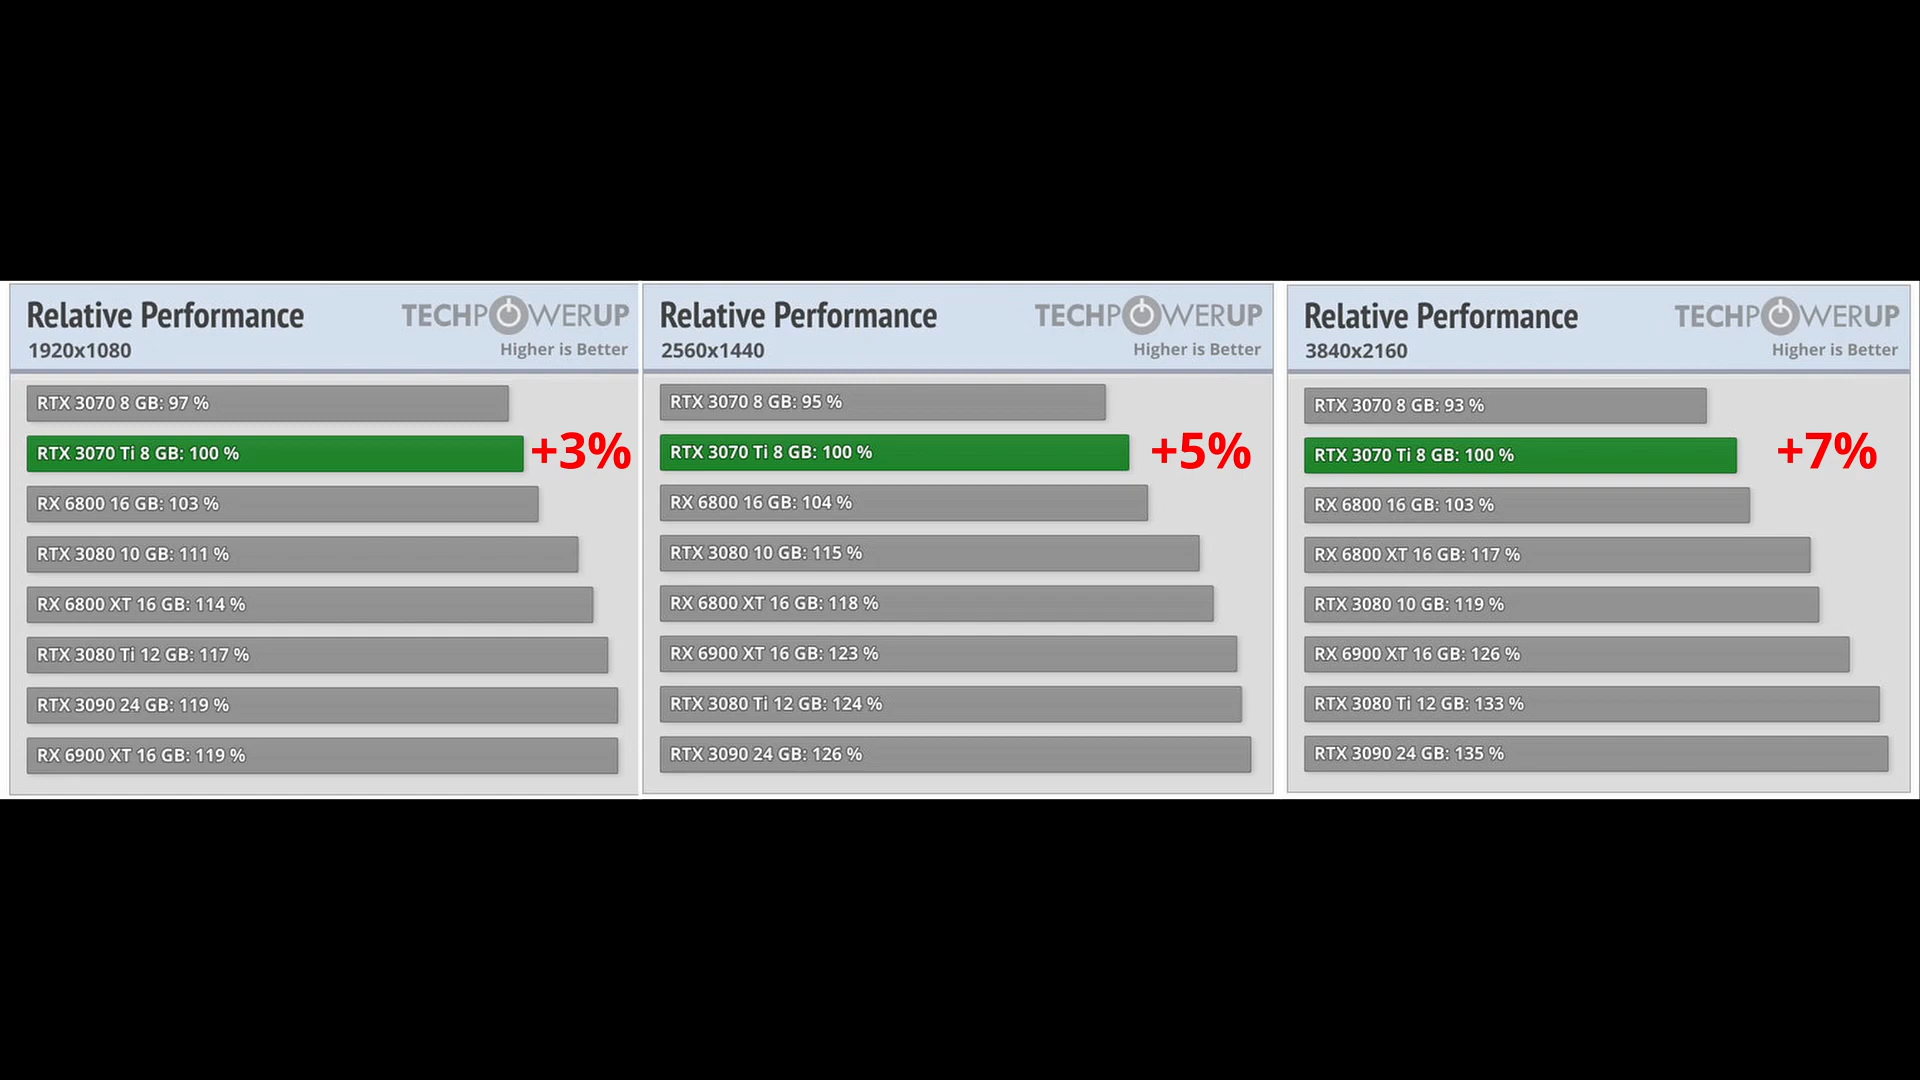 Relative Performance
TECHPOWERUP
1920x1080
Higher is Better
RTX 3070 8 GB: 97 %
RTX 3070 Ti 8 GB: 100 %
+3%
RX 6800 16 GB: 103 %
RTX 3080 10 GB: 111 %
RX 6800 XT 16 GB: 114 %
RTX 3080 Ti 12 GB: 117 %
RTX 3090 24 GB: 119 %
RX 6900 XT 16 GB: 119 %
Relative Performance
TECHPOWERUP
2560x1440
Higher is Better
RTX 3070 8 GB: 95 %
RTX 3070 Ti 8 GB: 100 %
+5%
RX 6800 16 GB: 104 %
RTX 3080 10 GB: 115 %
RX 6800 XT 16 GB: 118 %
RX 6900 XT 16 GB: 123 %
RTX 3080 Ti 12 GB: 124 %
RTX 3090 24 GB: 126 %
Relative Performance
TECHPOWERUP
3840x2160
Higher is Better
RTX 3070 8 GB: 93 %
RTX 3070 Ti 8 GB: 100 %
+7%
RX 6800 16 GB: 103 %
RX 6800 XT 16 GB: 117 %
RTX 3080 10 GB: 119 %
RX 6900 XT 16 GB: 126 %
RTX 3080 Ti 12 GB: 133 %
RTX 3090 24 GB: 135 %